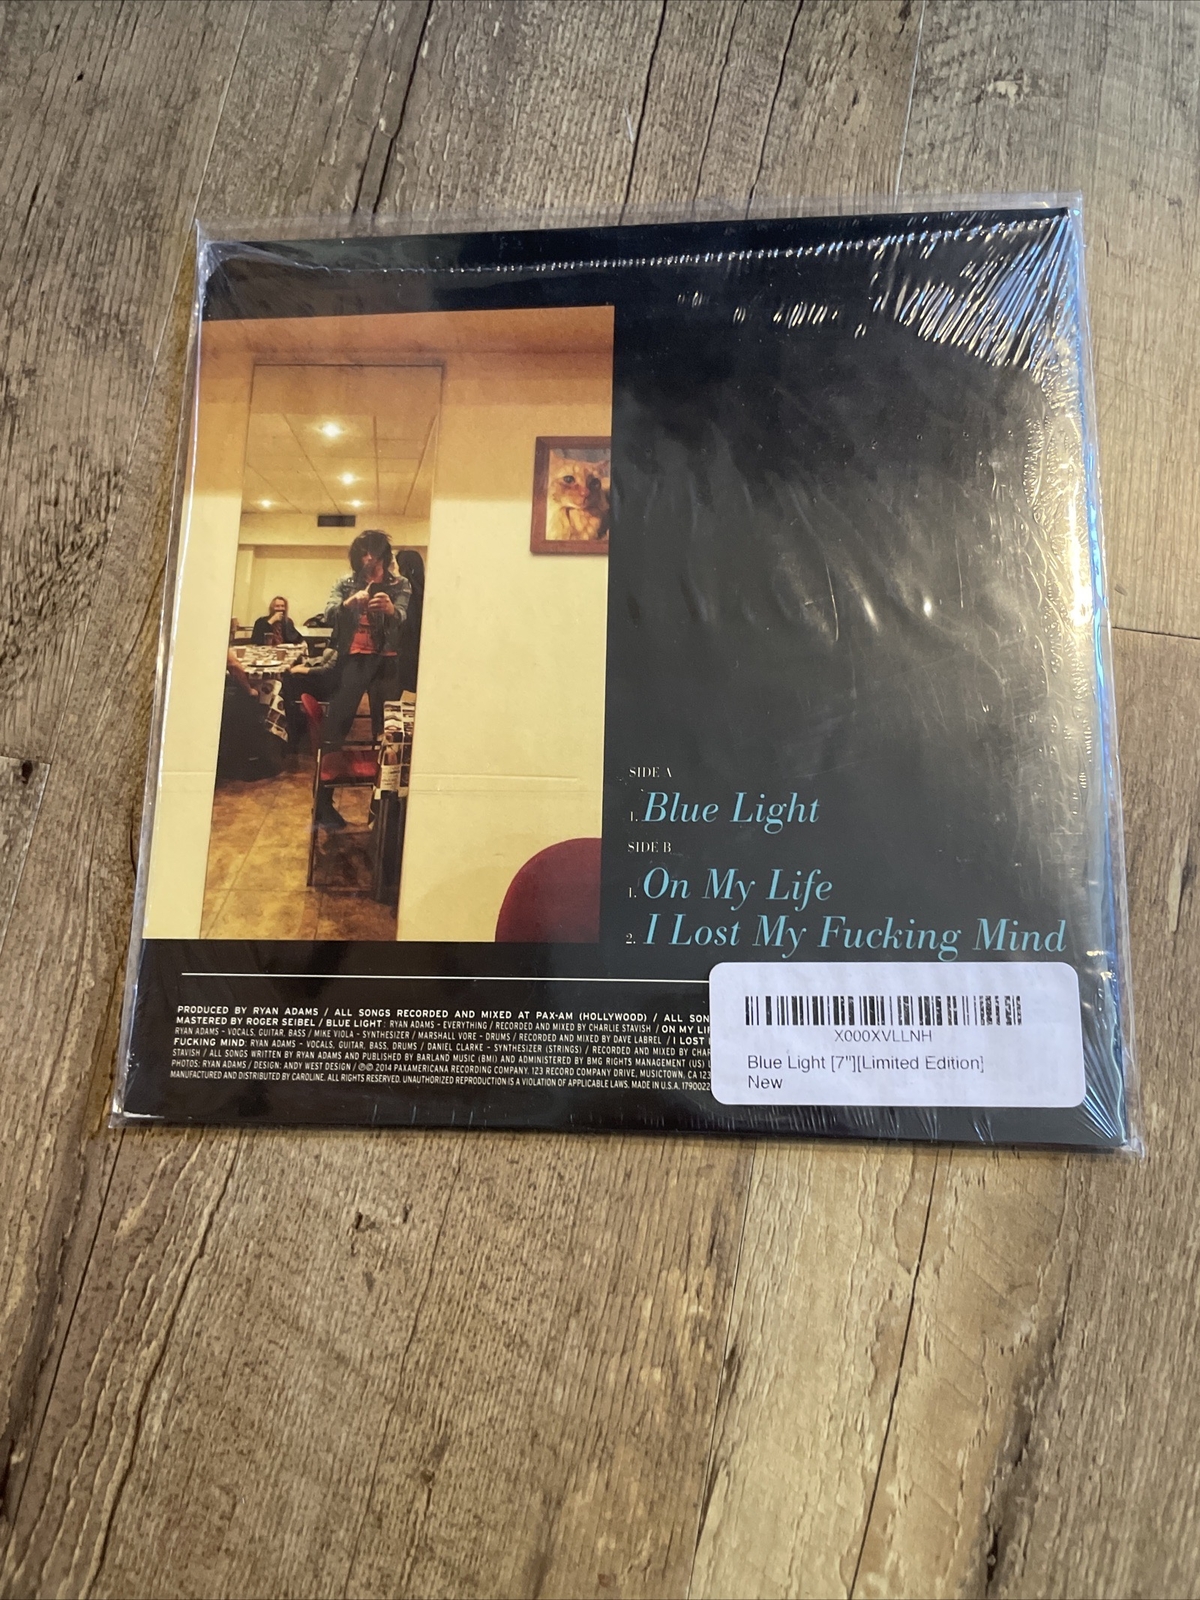 SIDE A
1. Blue Light
SIDE B
1. On My Life
2. I Lost My Fucking Mind
PRODUCED BY RYAN ADAMS / ALL SONGS RECORDED AND MIXED AT PAX-AM (HOLLYWOOD) / ALL SON
MASTERED BY ROGER SEIBEL / BLUE LIGHT: RYAN ADAMS - EVERYTHING / RECORDED AND MIXED BY CHARLIE STAVISH / ON MY LI
RYAN ADAMS - VOCALS, GUITAR, BASS / MIKE VIOLA - SYNTHESIZER / MARSHALL VORE - DRUMS / RECORDED AND MIXED BY DAVE LABREL / I LOST
FUCKING MIND: RYAN ADAMS - VOCALS, GUITAR, BASS, DRUMS / DANIEL CLARKE - SYNTHESIZER (STRINGS) / RECORDED AND MIXED BY CHAR
STAVISH / ALL SONGS WRITTEN BY RYAN ADAMS AND PUBLISHED BY BARLAND MUSIC (BMI) AND ADMINISTERED BY BMG RIGHTS MANAGEMENT (US)
PHOTOS: RYAN ADAMS / DESIGN: ANDY WEST DESIGN / ℗© 2014 PAXAMERICANA RECORDING COMPANY. 123 RECORD COMPANY DRIVE, MUSICTOWN, CA 123
MANUFACTURED AND DISTRIBUTED BY CAROLINE. ALL RIGHTS RESERVED. UNAUTHORIZED REPRODUCTION IS A VIOLATION OF APPLICABLE LAWS. MADE IN U.S.A. 1790022
X000XVLLNH
Blue Light [7"][Limited Edition]
New